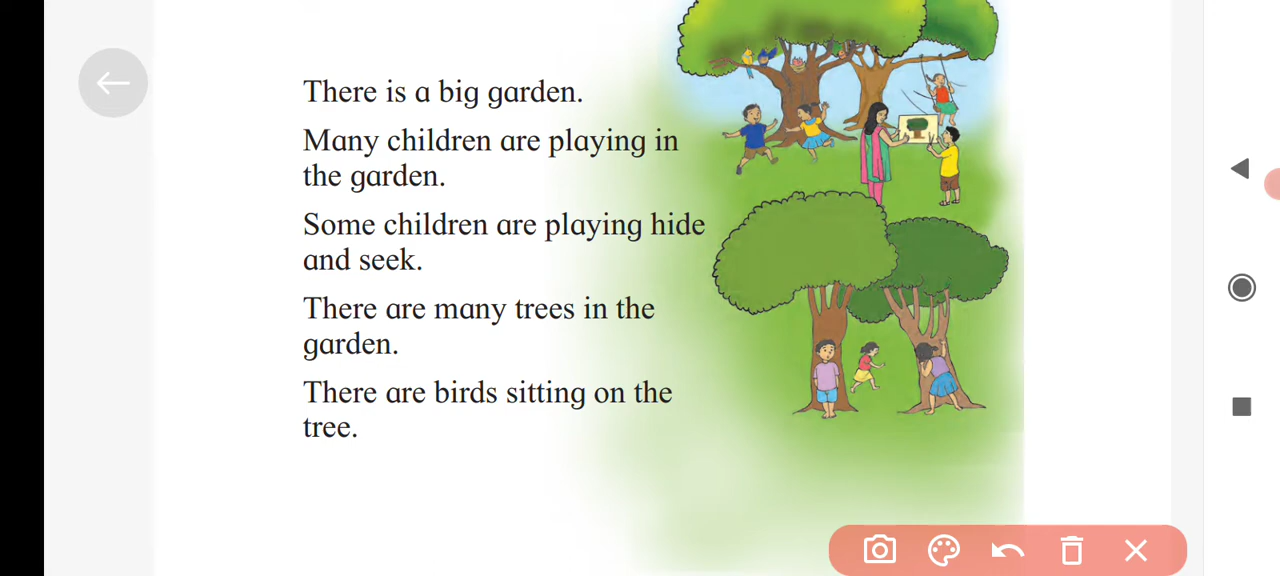 There is a big garden.
Many children are playing in
the garden.
Some children are playing hide
and seek.
There are many trees in the
garden.
There are birds sitting on the
tree.